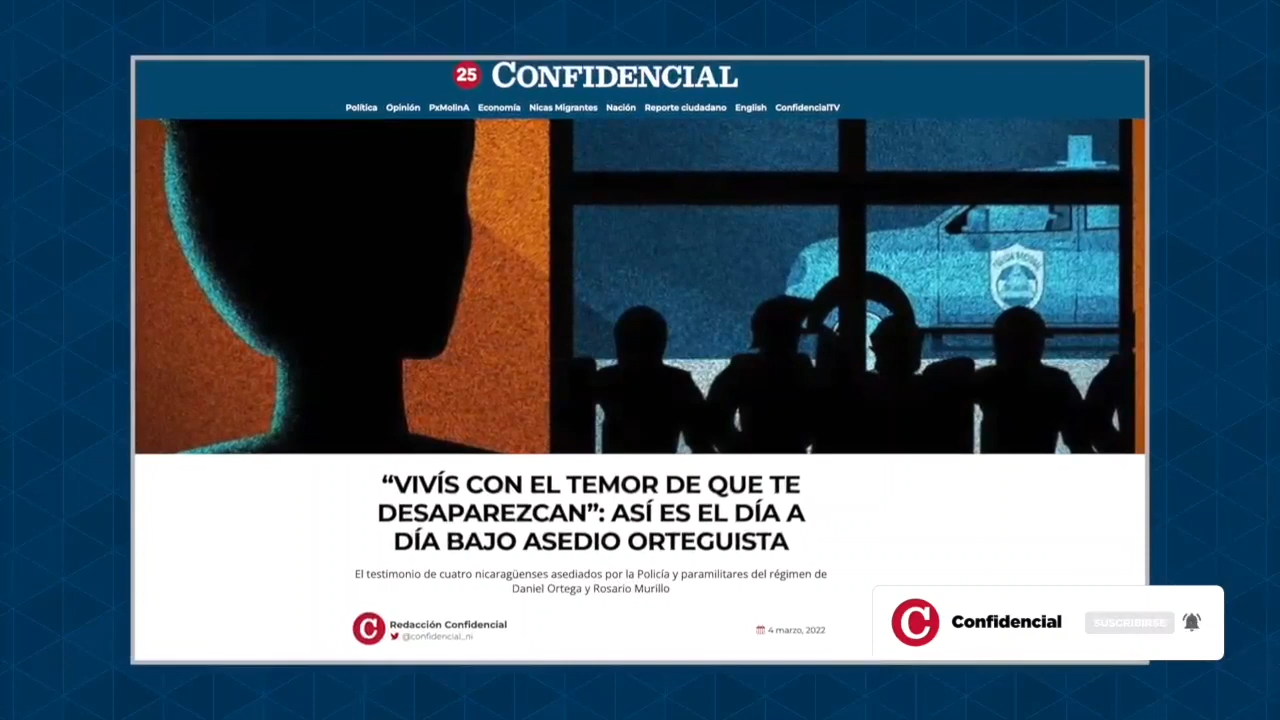 25 CONFIDENCIAL
Política Opinión PxMolinA Economía Nicas Migrantes Nación Reporte ciudadano English ConfidencialTV
POLICÍA NACIONAL
“VIVÍS CON EL TEMOR DE QUE TE
DESAPAREZCAN”: ASÍ ES EL DÍA A
DÍA BAJO ASEDIO ORTEGUISTA
El testimonio de cuatro nicaragüenses asediados por la Policía y paramilitares del régimen de
Daniel Ortega y Rosario Murillo
C Redacción Confidencial
@confidencial_ni
4 marzo, 2022
C Confidencial SUSCRIBIRSE